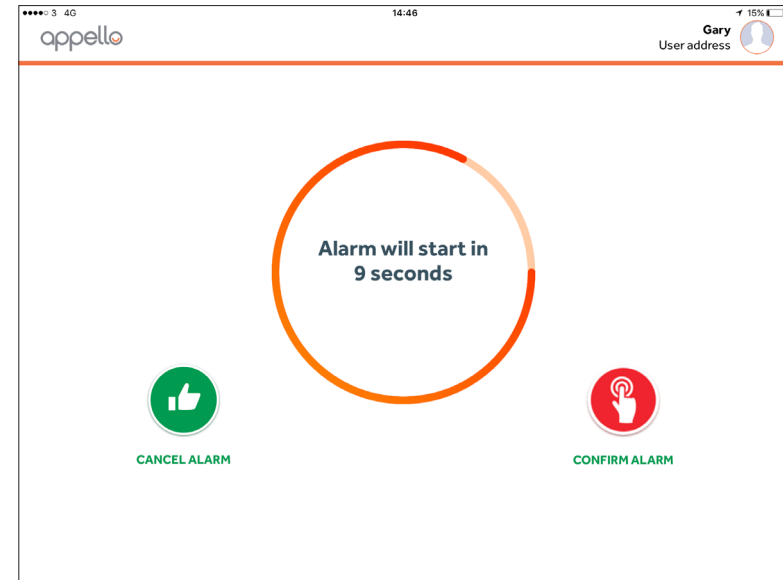 3 4G 14:46 15%
appello
Gary
User address
Alarm will start in
9 seconds
CANCEL ALARM
CONFIRM ALARM